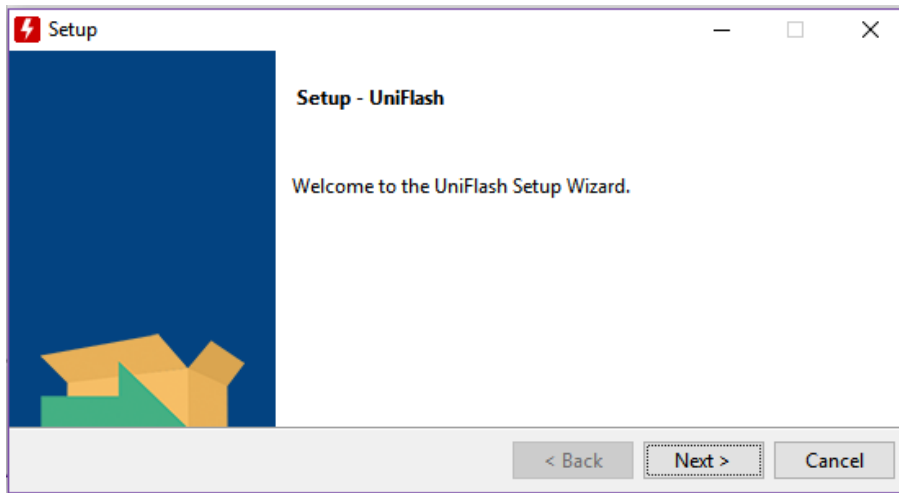 Setup
Setup - UniFlash
Welcome to the UniFlash Setup Wizard.
< Back Next > Cancel